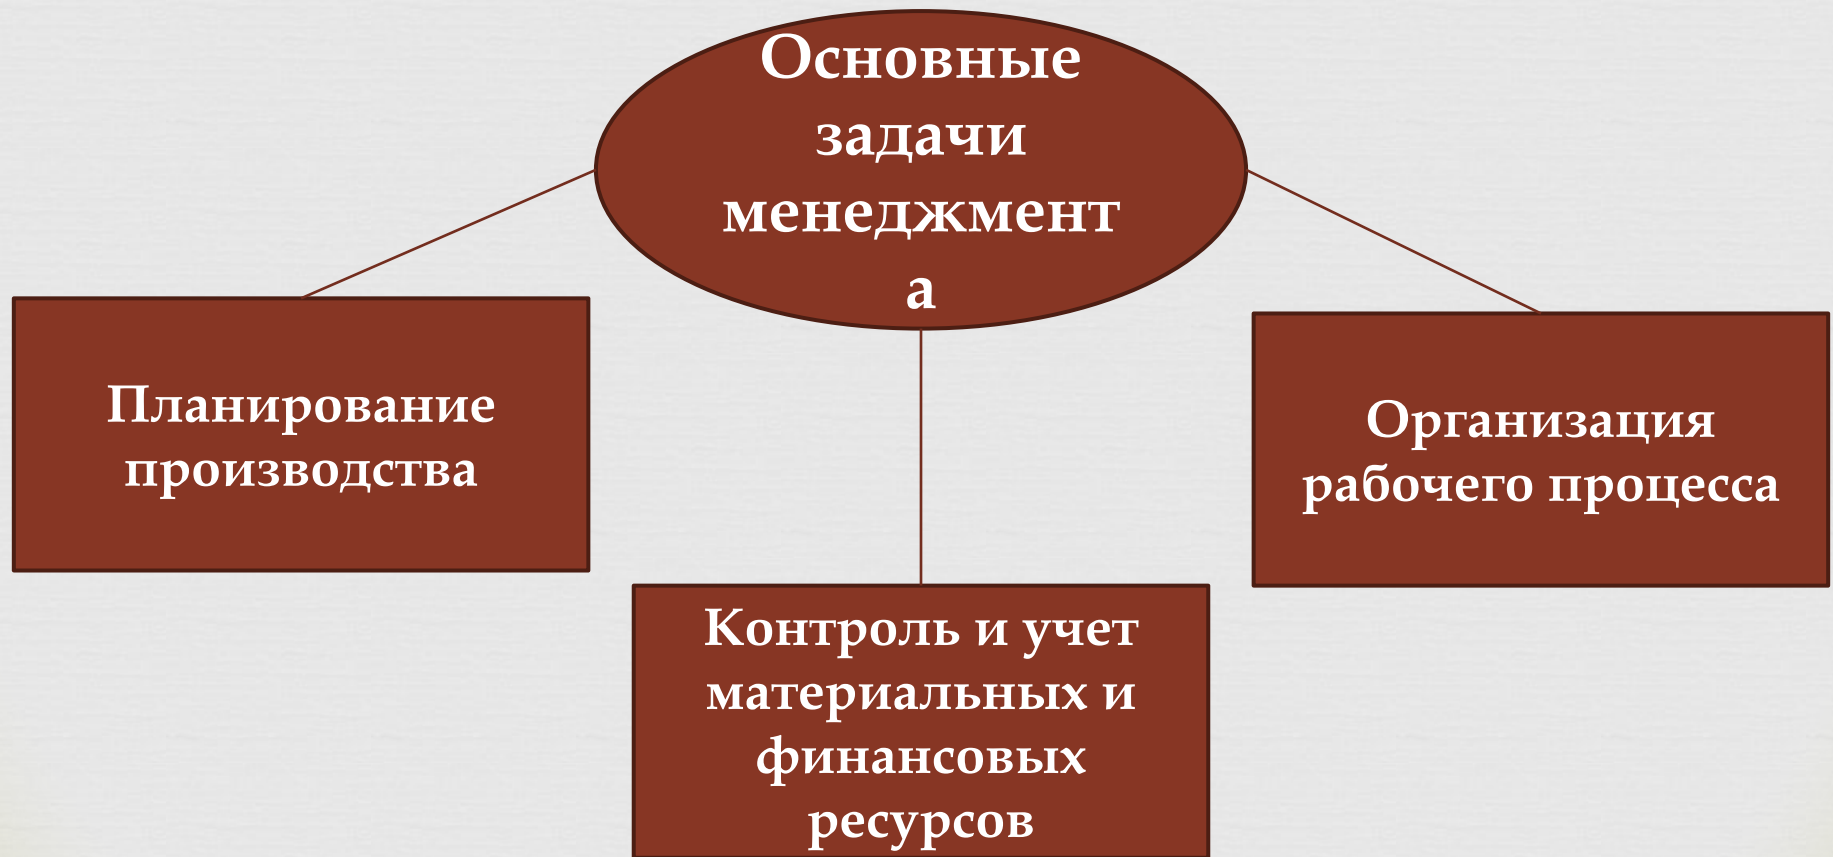 Основные
задачи
менеджмент
а
Планирование
производства
Организация
рабочего процесса
Контроль и учет
материальных и
финансовых
ресурсов